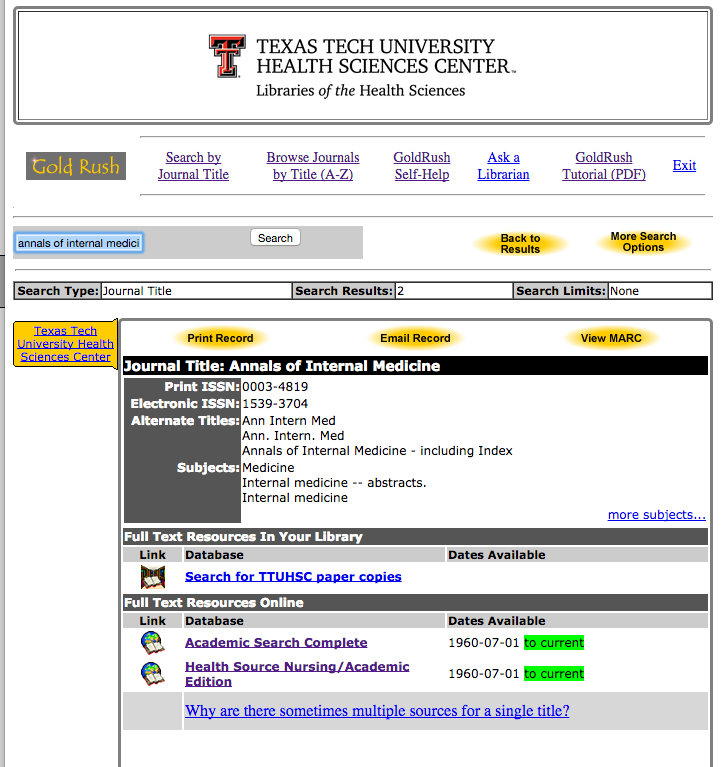 TEXAS TECH UNIVERSITY
HEALTH SCIENCES CENTER™
Libraries of the Health Sciences
Gold Rush
Search by
Journal Title
Browse Journals
by Title (A-Z)
GoldRush
Self-Help
Ask a
Librarian
GoldRush
Tutorial (PDF)
Exit
annals of internal medici
Search
Back to
Results
More Search
Options
Search Type: Journal Title Search Results: 2 Search Limits: None
Texas Tech
University Health
Sciences Center
Print Record Email Record View MARC
Journal Title: Annals of Internal Medicine
Print ISSN: 0003-4819
Electronic ISSN: 1539-3704
Alternate Titles: Ann Intern Med
Ann. Intern. Med
Annals of Internal Medicine - including Index
Subjects: Medicine
Internal medicine -- abstracts.
Internal medicine
more subjects...
Full Text Resources In Your Library
Link Database Dates Available
Search for TTUHSC paper copies
Full Text Resources Online
Link Database Dates Available
Academic Search Complete 1960-07-01 to current
Health Source Nursing/Academic
Edition 1960-07-01 to current
Why are there sometimes multiple sources for a single title?